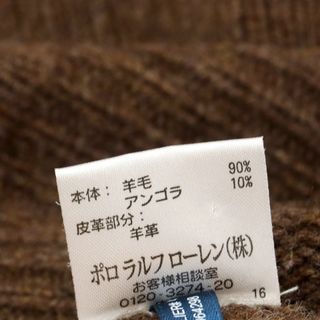 本体: 羊毛 90%
アンゴラ 10%
皮革部分:
羊革
ポロ ラルフ ローレン(株)
お客様相談室
0120-3274-20 16